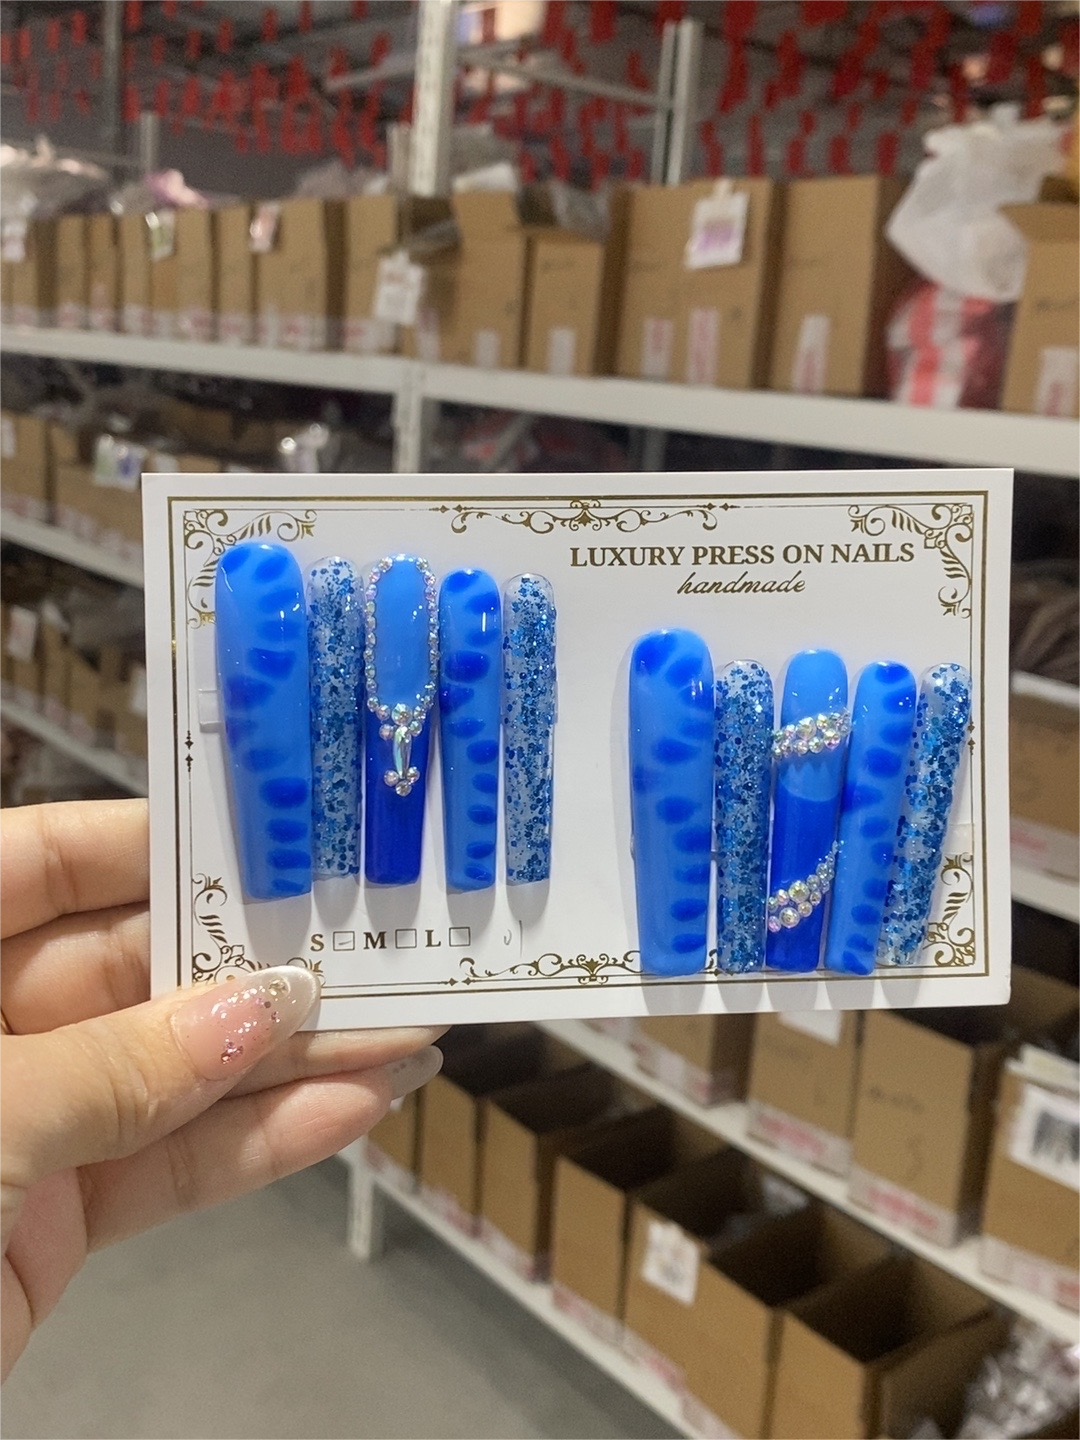 LUXURY PRESS ON NAILS
handmade
S M L